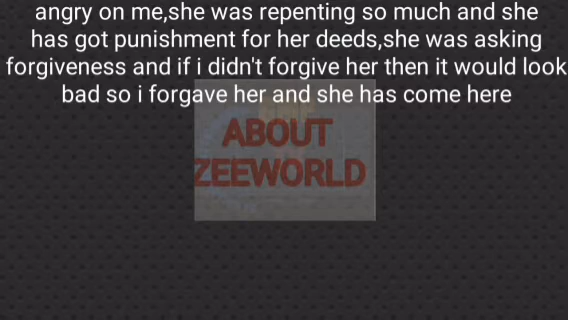 angry on me,she was repenting so much and she
has got punishment for her deeds,she was asking
forgiveness and if i didn't forgive her then it would look
bad so i forgave her and she has come here
ABOUT
ZEEWORLD